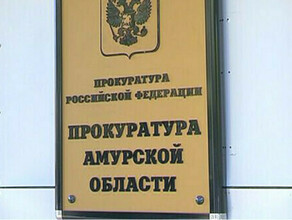 ПРОКУРАТУРА
РОССИЙСКОЙ ФЕДЕРАЦИИ
ПРОКУРАТУРА
АМУРСКОЙ
ОБЛАСТИ